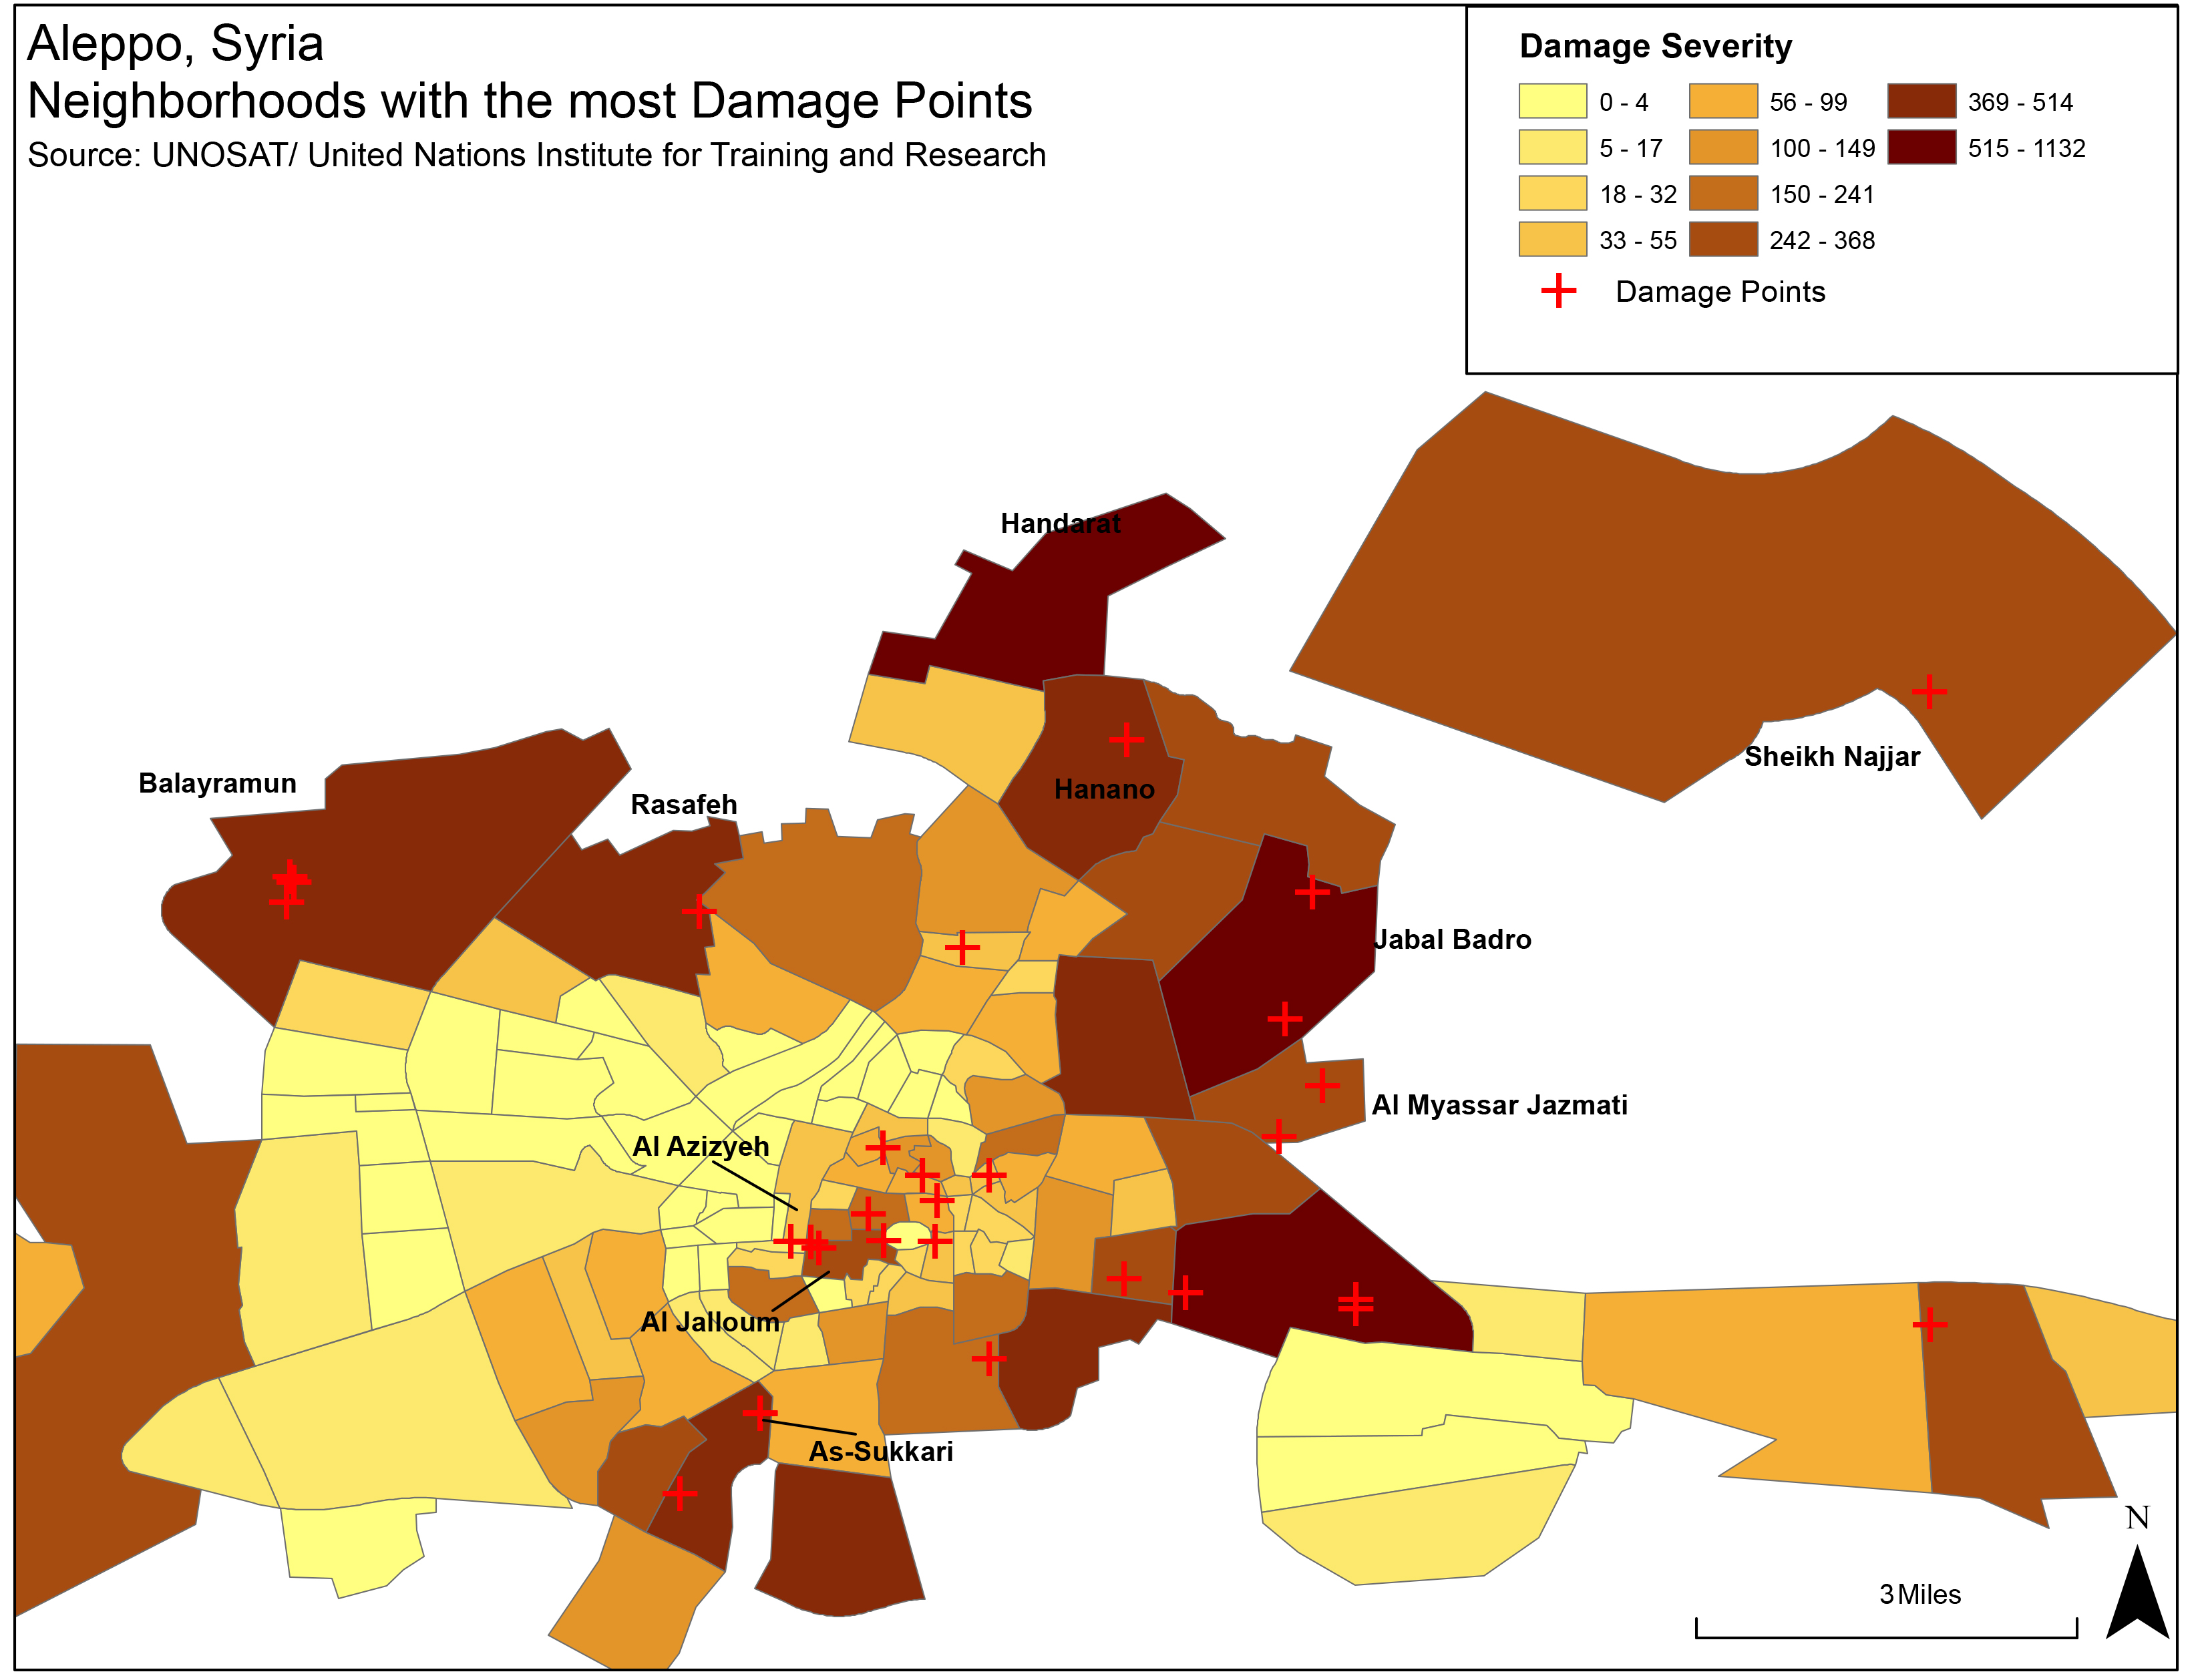 Aleppo, Syria
Neighborhoods with the most Damage Points
Source: UNOSAT/ United Nations Institute for Training and Research
Damage Severity
0 - 4
56 - 99
369 - 514
5 - 17
100 - 149
515 - 1132
18 - 32
150 - 241
33 - 55
242 - 368
Damage Points
Handarat
Sheikh Najjar
Balayramun
Hanano
Rasafeh
Jabal Badro
Al Myassar Jazmati
Al Azizyeh
Al Jalloum
As-Sukkari
N
3 Miles